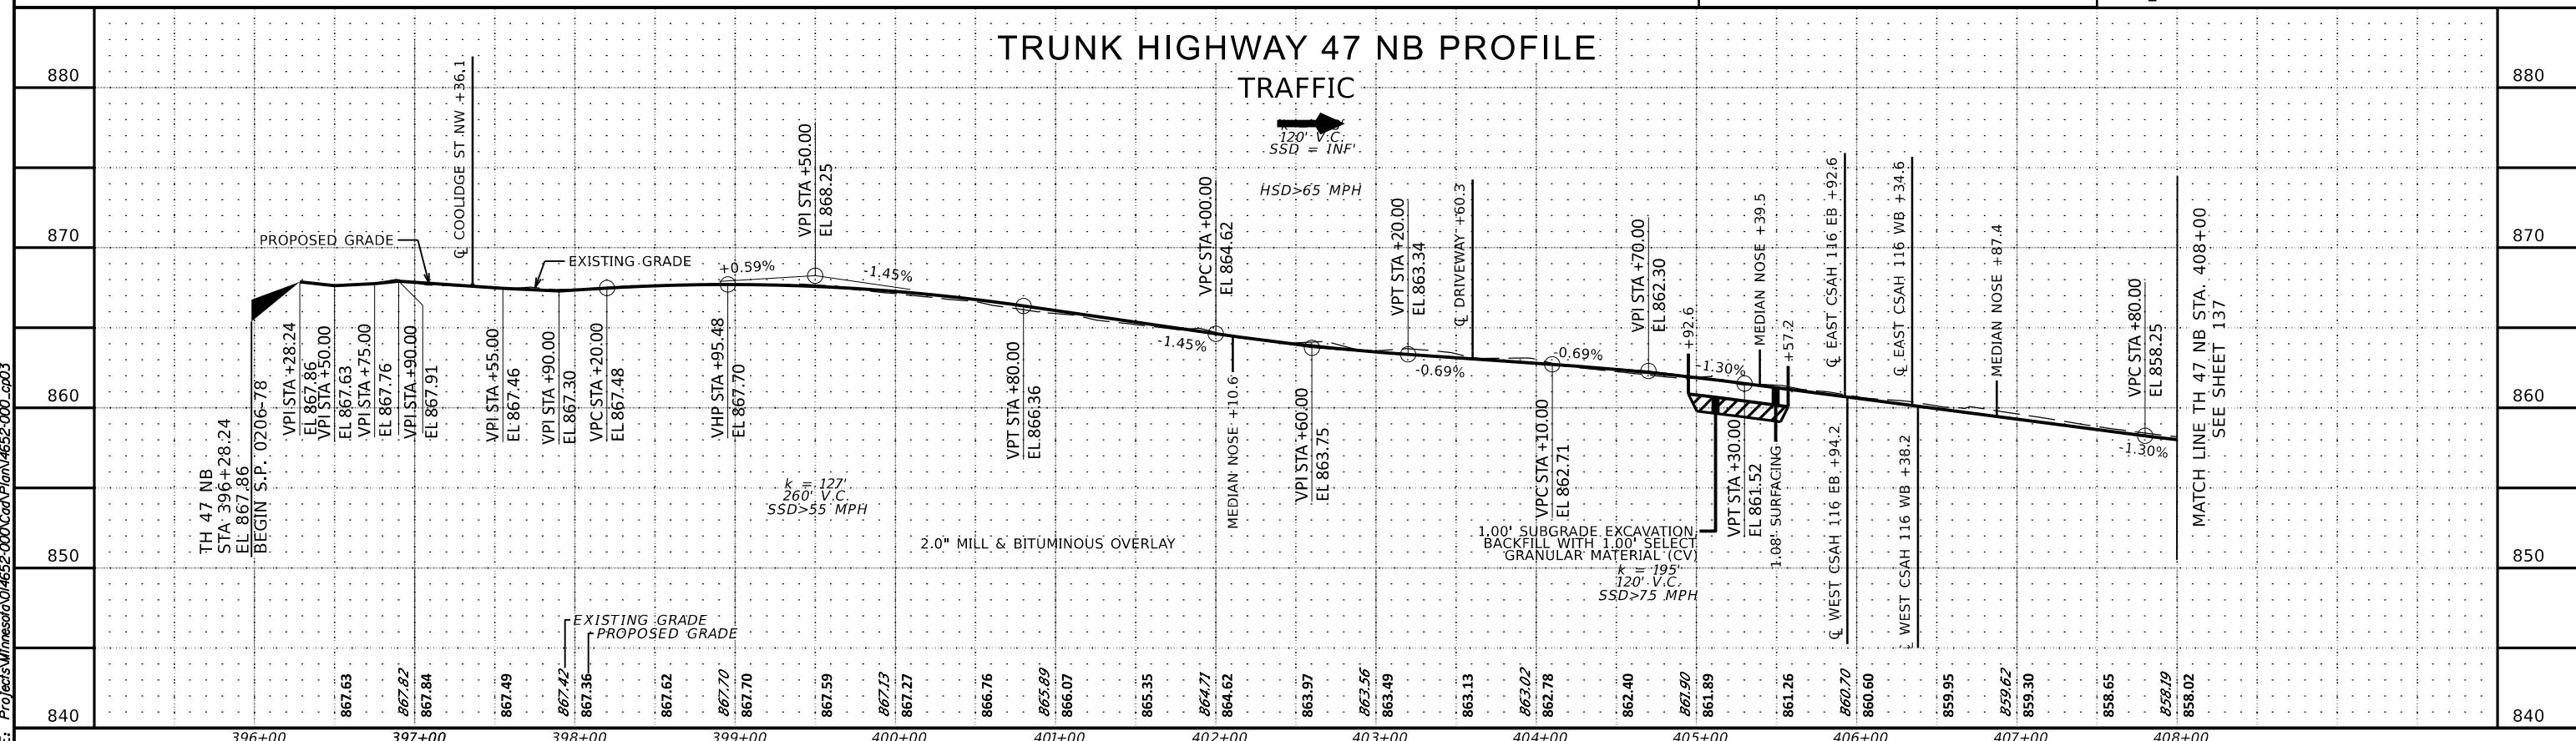 TRUNK HIGHWAY 47 NB PROFILE
TRAFFIC
120' V.C.
SSD = INF'
HSD>65 MPH
880
870
860
850
840
880
870
860
850
840
PROPOSED GRADE
EXISTING GRADE
℄ COOLIDGE ST NW +36.1
TH 47 NB
STA 396+28.24
EL 867.86
BEGIN S.P. 0206-78
VPI STA +28.24
EL 867.86
VPI STA +50.00
EL 867.63
VPI STA +75.00
EL 867.76
VPI STA +90.00
EL 867.91
VPI STA +55.00
EL 867.46
VPI STA +90.00
EL 867.30
VPC STA +20.00
EL 867.48
VHP STA +95.48
EL 867.70
+0.59%
VPI STA +50.00
EL 868.25
-1.45%
k = 127'
260' V.C.
SSD>55 MPH
VPT STA +80.00
EL 866.36
2.0" MILL & BITUMINOUS OVERLAY
-1.45%
VPC STA +00.00
EL 864.62
MEDIAN NOSE +10.6
VPI STA +60.00
EL 863.75
VPT STA +20.00
EL 863.34
-0.69%
℄ DRIVEWAY +60.3
VPC STA +10.00
EL 862.71
-0.69%
VPI STA +70.00
EL 862.30
+92.6
-1.30%
MEDIAN NOSE +39.5
+57.2
VPT STA +30.00
EL 861.52
1.08' SURFACING
1.00' SUBGRADE EXCAVATION,
BACKFILL WITH 1.00' SELECT
GRANULAR MATERIAL (CV)
k = 195'
120' V.C.
SSD>75 MPH
℄ EAST CSAH 116 EB +92.6
℄ WEST CSAH 116 EB +94.2
℄ EAST CSAH 116 WB +34.6
WEST CSAH 116 WB +38.2
MEDIAN NOSE +87.4
VPC STA +80.00
EL 858.25
-1.30%
MATCH LINE TH 47 NB STA. 408+00
SEE SHEET 137
EXISTING GRADE
PROPOSED GRADE
867.63
867.82
867.84
867.49
867.42
867.36
867.62
867.70
867.70
867.59
867.13
867.27
866.76
865.89
866.07
865.35
864.71
864.62
863.97
863.56
863.49
863.13
863.02
862.78
862.40
861.90
861.89
861.26
860.70
860.60
859.95
859.62
859.30
858.65
858.19
858.02
396+00
397+00
398+00
399+00
400+00
401+00
402+00
403+00
404+00
405+00
406+00
407+00
408+00